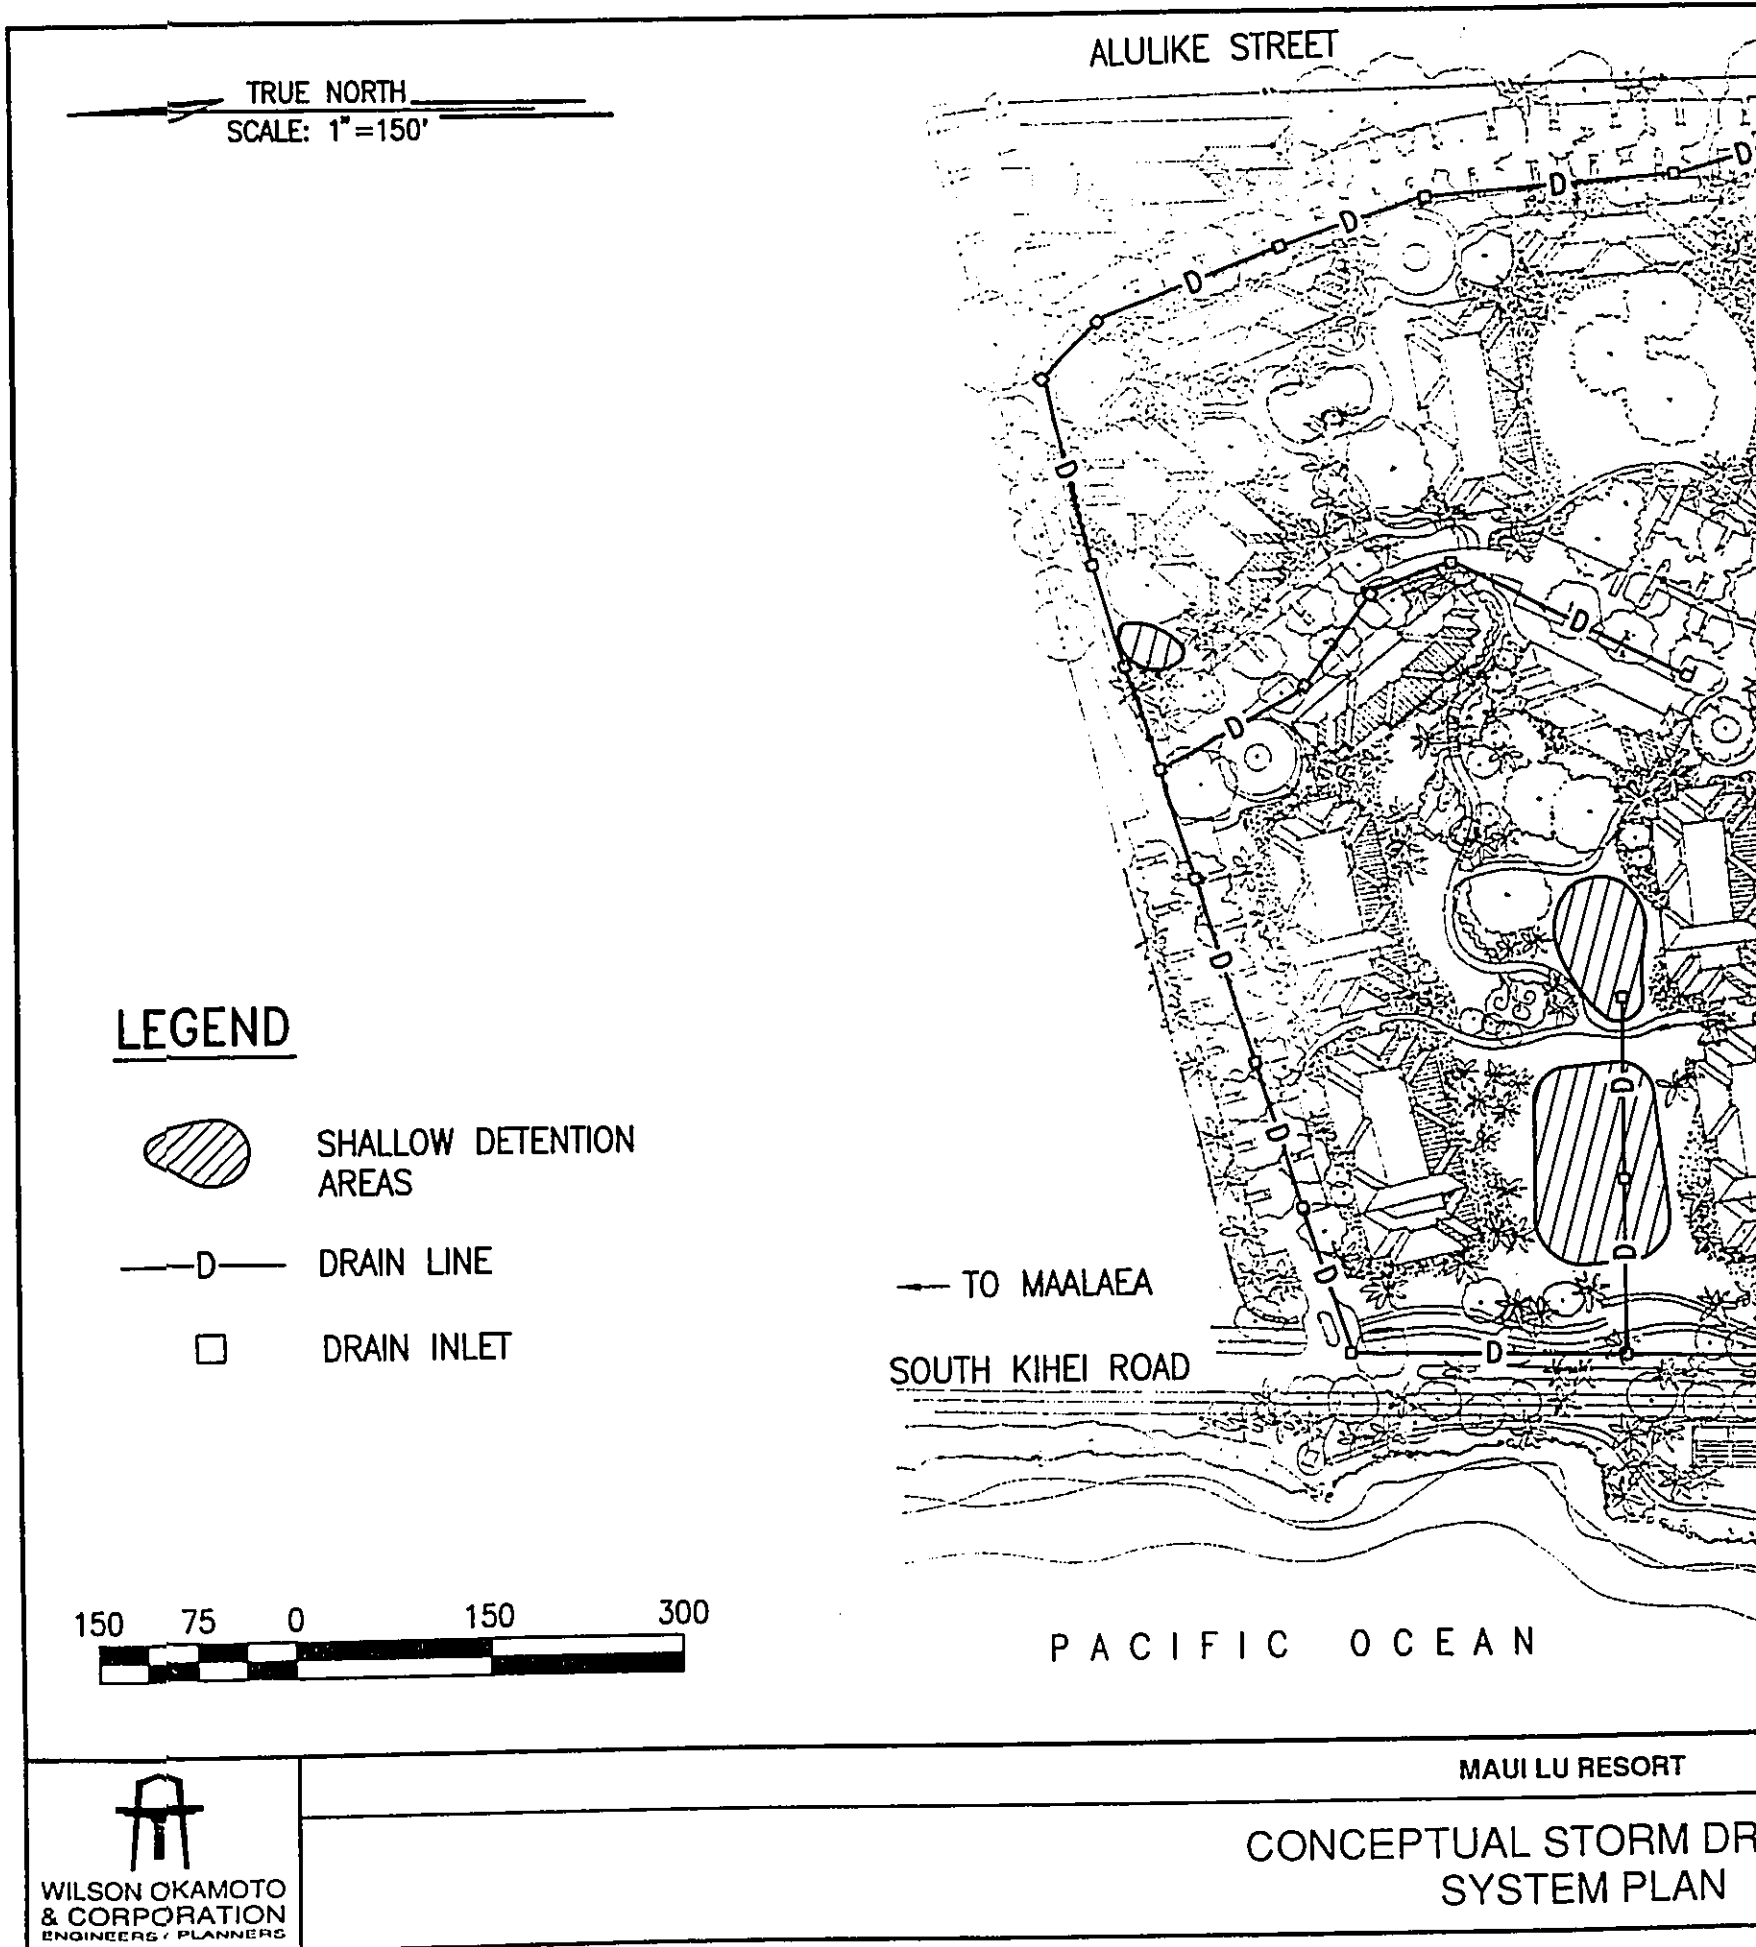 ALULIKE STREET
TRUE NORTH
SCALE: 1"=150'
D
D
D
D
D
D
D
D
D
D
D
D
D
LEGEND
SHALLOW DETENTION
AREAS
D DRAIN LINE
DRAIN INLET
TO MAALAEA
SOUTH KIHEI ROAD
150 75 0 150 300
PACIFIC OCEAN
MAUI LU RESORT
CONCEPTUAL STORM DR
SYSTEM PLAN
WILSON OKAMOTO
& CORPORATION
ENGINEERS / PLANNERS